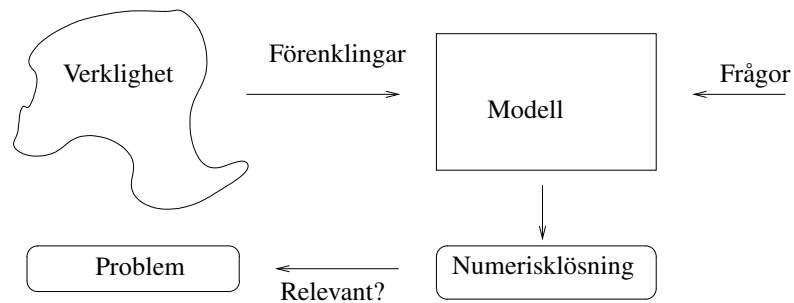 Förenklingar
Verklighet
Frågor
Modell
Problem
Numerisklösning
Relevant?